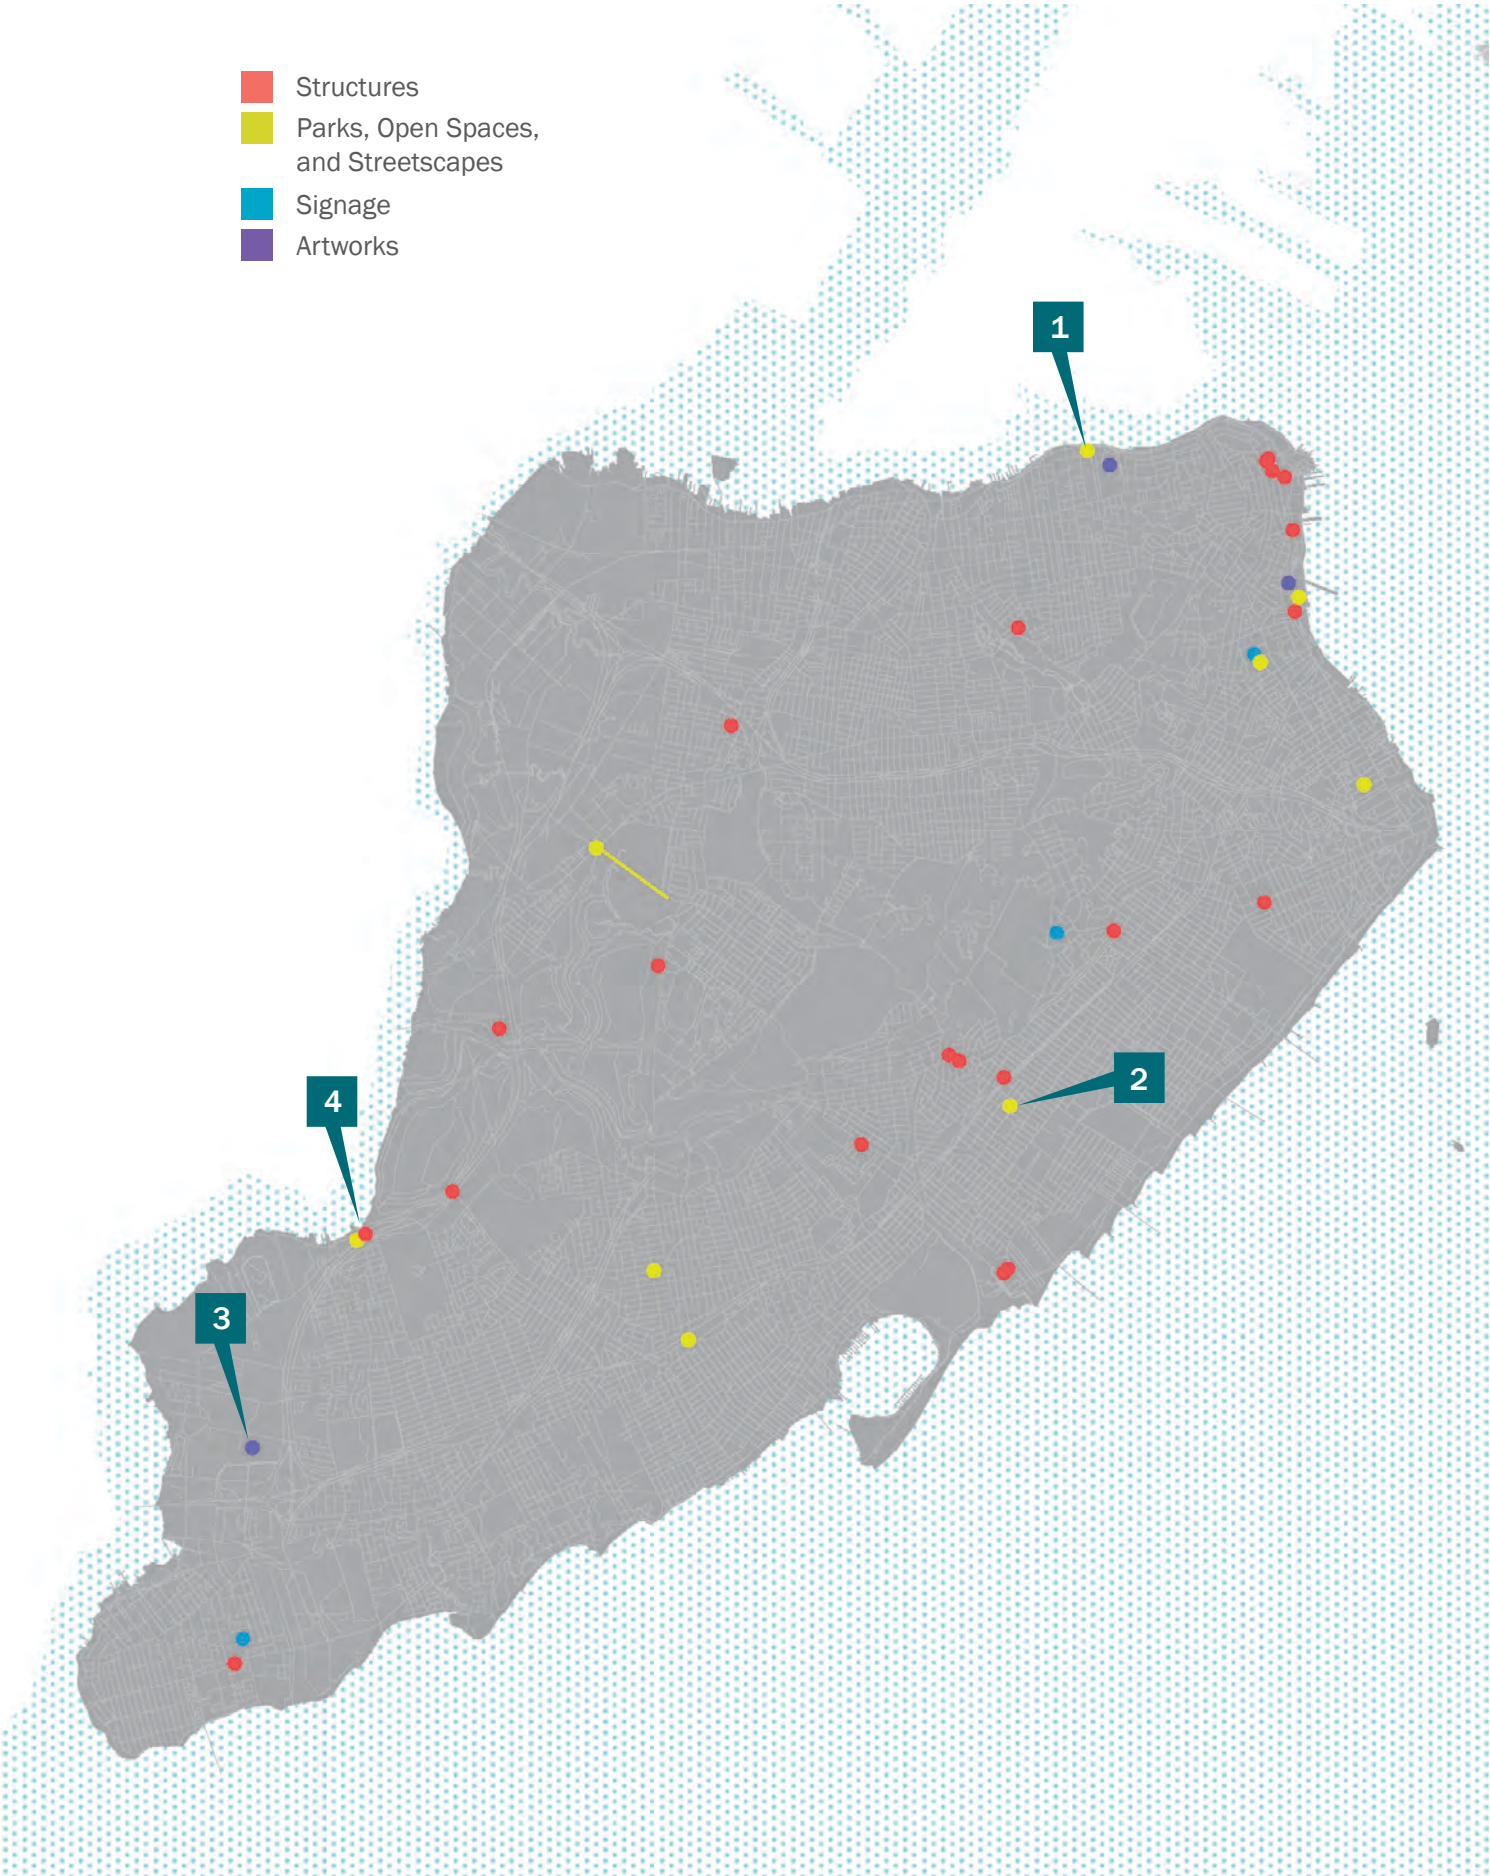 Structures
Parks, Open Spaces,
and Streetscapes
Signage
Artworks
1
2
4
3